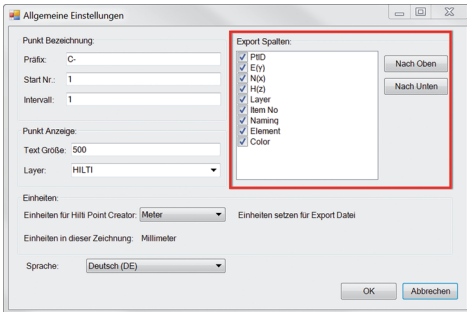 Allgemeine Einstellungen
Punkt Bezeichnung:
Präfix: C-
Start Nr.: 1
Intervall: 1
Punkt Anzeige:
Text Größe: 500
Layer: HILTI
Export Spalten:
PtID
E(y)
N(x)
H(z)
Layer
Item No
Naming
Element
Color
Nach Oben
Nach Unten
Einheiten:
Einheiten für Hilti Point Creator: Meter Einheiten setzen für Export Datei
Einheiten in dieser Zeichnung: Millimeter
Sprache: Deutsch (DE)
OK Abbrechen